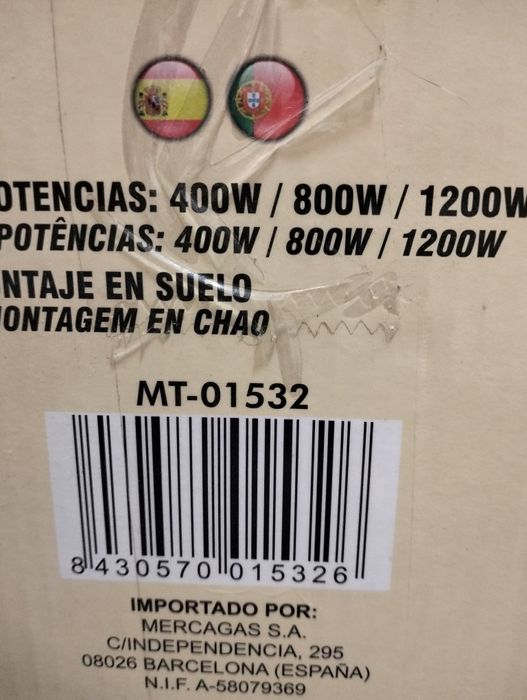 OTENCIAS: 400W / 800W / 1200W
POTÊNCIAS: 400W / 800W / 1200W
NTAJE EN SUELO
ONTAGEM EN CHAO
MT-01532
8 430570 015326
IMPORTADO POR:
MERCAGAS S.A.
C/INDEPENDENCIA, 295
08026 BARCELONA (ESPAÑA)
N.I.F. A-58079369